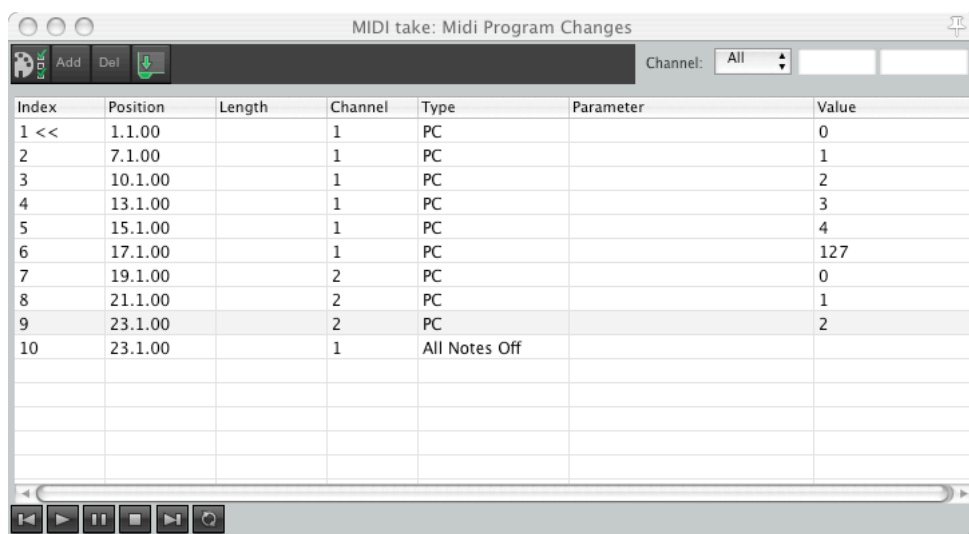 MIDI take: Midi Program Changes
Add Del Channel: All
Index Position Length Channel Type Parameter Value
1 << 1.1.00 1 PC 0
2 7.1.00 1 PC 1
3 10.1.00 1 PC 2
4 13.1.00 1 PC 3
5 15.1.00 1 PC 4
6 17.1.00 1 PC 127
7 19.1.00 2 PC 0
8 21.1.00 2 PC 1
9 23.1.00 2 PC 2
10 23.1.00 1 All Notes Off